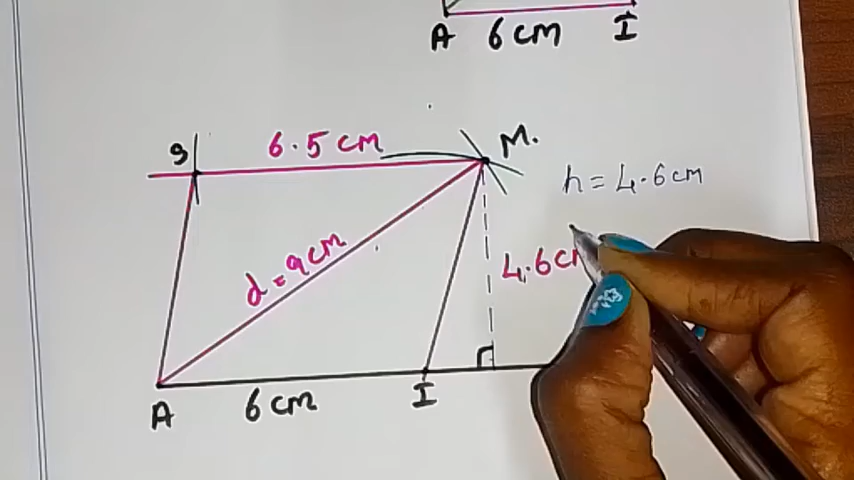 A 6 cm I
g 6.5 cm M.
h = 4.6 cm
d = 9 cm
4.6 cm
A 6 cm I